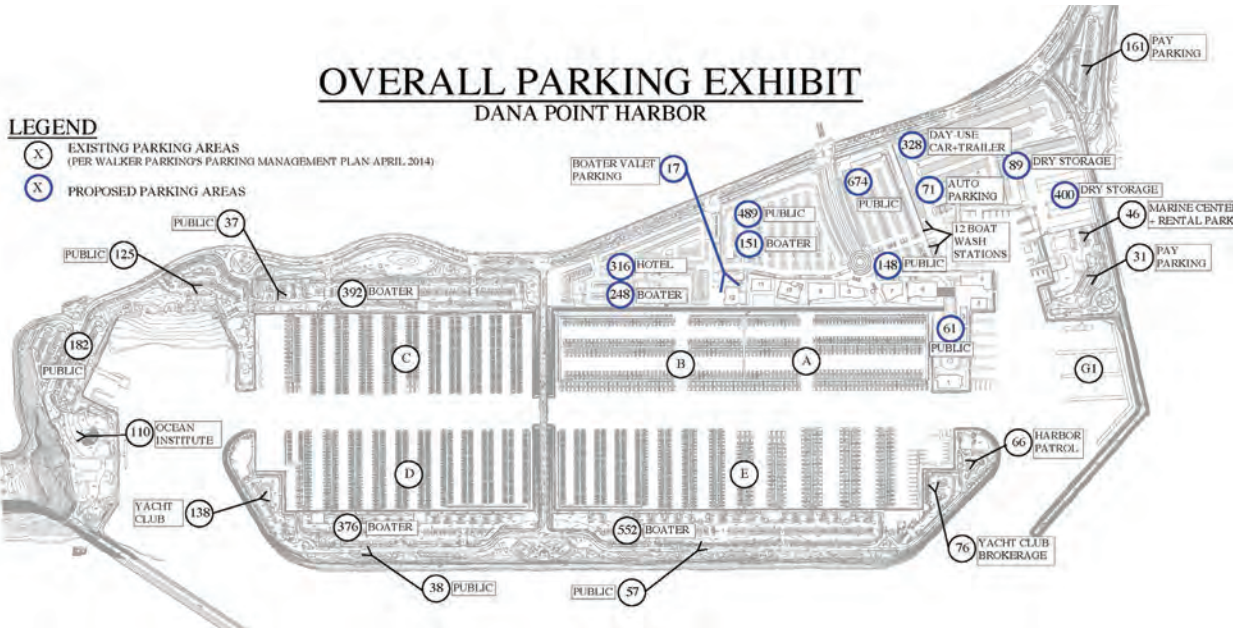 OVERALL PARKING EXHIBIT
DANA POINT HARBOR
LEGEND
X EXISTING PARKING AREAS
(PER WALKER PARKING'S PARKING MANAGEMENT PLAN APRIL 2014)
X PROPOSED PARKING AREAS
161 PAY
PARKING
328 DAY-USE
CAR+TRAILER
89 DRY STORAGE
BOATER VALET
PARKING 17
674
PUBLIC
71 AUTO
PARKING
400 DRY STORAGE
46 MARINE CENTER
+ RENTAL PARK
489 PUBLIC
151 BOATER
12 BOAT
WASH
STATIONS
PUBLIC 37
PUBLIC 125
316 HOTEL
248 BOATER
148 PUBLIC
31 PAY
PARKING
392 BOATER
61
PUBLIC
182
PUBLIC
C
B
A
G1
110 OCEAN
INSTITUTE
D
E
66 HARBOR
PATROL
YACHT
CLUB 138
376 BOATER
552 BOATER
76 YACHT CLUB
BROKERAGE
38 PUBLIC
PUBLIC 57